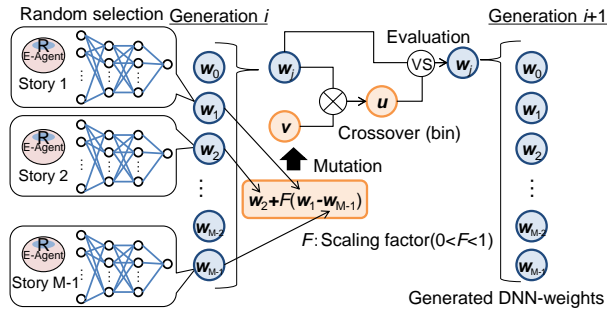 Random selection
Generation i
Evaluation
Generation i+1
R
E-Agent
Story 1
w0
w1
w2
⋮
wM-2
wM-1
wi
VS
wi
u
v
Crossover (bin)
Mutation
R
E-Agent
Story 2
w2+F(w1-wM-1)
F: Scaling factor(0<F<1)
R
E-Agent
Story M-1
w0
w1
w2
⋮
wM-2
wM-1
Generated DNN-weights